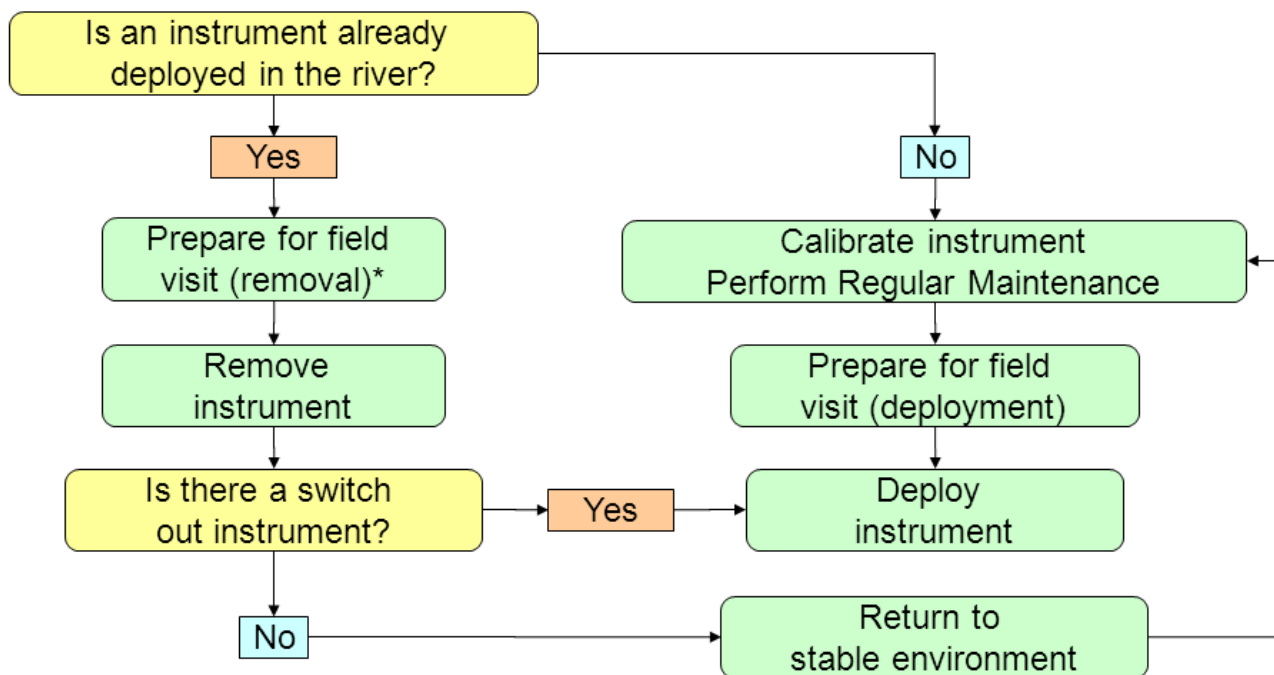 Is an instrument already
deployed in the river?
Yes
No
Prepare for field
visit (removal)*
Calibrate instrument
Perform Regular Maintenance
Remove
instrument
Prepare for field
visit (deployment)
Is there a switch
out instrument?
Yes
Deploy
instrument
No
Return to
stable environment